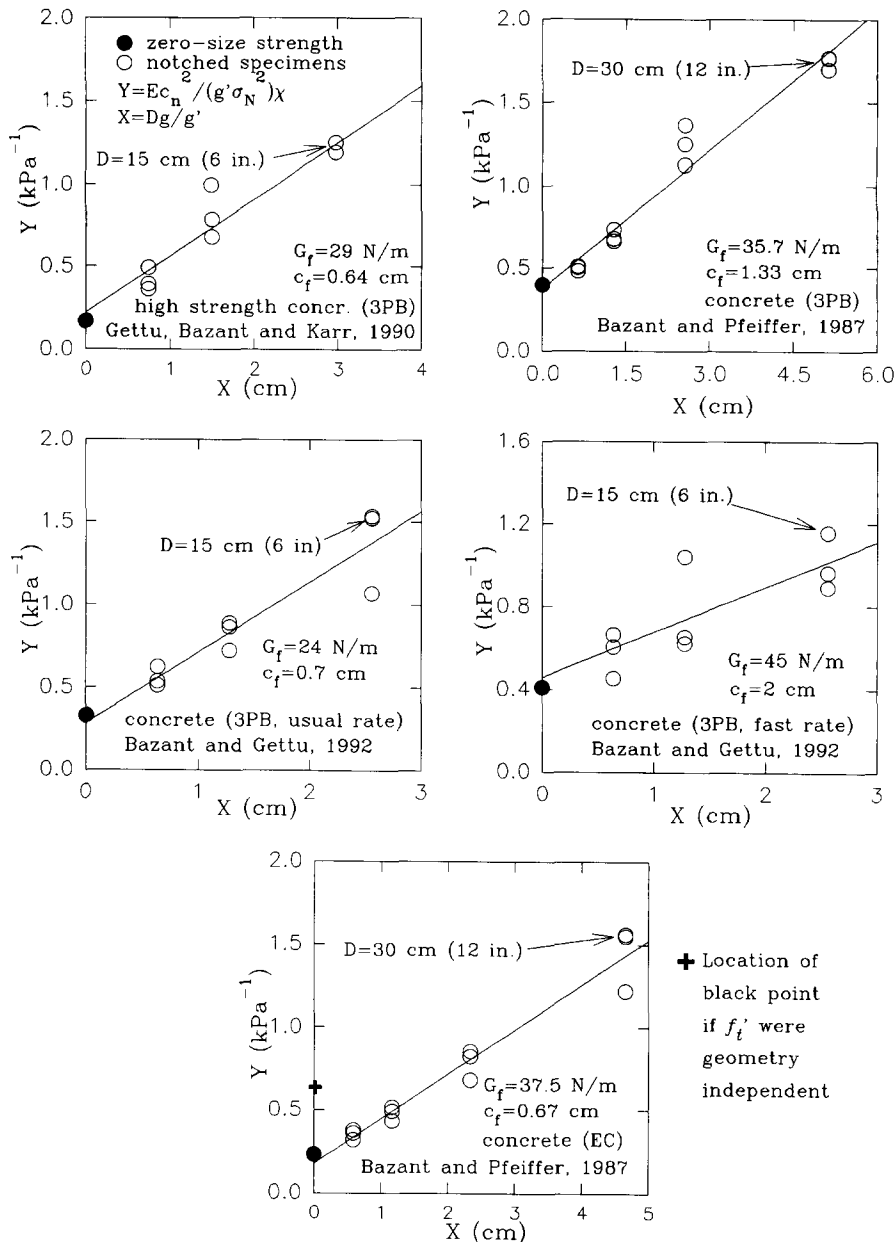 2.0
1.5
1.0
0.5
0.0
Y (kPa⁻¹)
● zero-size strength
○ notched specimens
Y=Ec_n²/(g'σ_N²)χ
X=Dg/g'
D=15 cm (6 in.)
G_f=29 N/m
c_f=0.64 cm
high strength concr. (3PB)
Gettu, Bazant and Karr, 1990
0 1 2 3 4
X (cm)
2.0
1.5
1.0
0.5
0.0
Y (kPa⁻¹)
D=30 cm (12 in.)
G_f=35.7 N/m
c_f=1.33 cm
concrete (3PB)
Bazant and Pfeiffer, 1987
0.0 1.5 3.0 4.5 6.0
X (cm)
2.0
1.5
1.0
0.5
0.0
Y (kPa⁻¹)
D=15 cm (6 in)
G_f=24 N/m
c_f=0.7 cm
concrete (3PB, usual rate)
Bazant and Gettu, 1992
0 1 2 3
X (cm)
1.6
1.2
0.8
0.4
0.0
Y (kPa⁻¹)
D=15 cm (6 in.)
G_f=45 N/m
c_f=2 cm
concrete (3PB, fast rate)
Bazant and Gettu, 1992
0 1 2 3
X (cm)
2.0
1.5
1.0
0.5
0.0
Y (kPa⁻¹)
D=30 cm (12 in.)
G_f=37.5 N/m
c_f=0.67 cm
concrete (EC)
Bazant and Pfeiffer, 1987
0 1 2 3 4 5
X (cm)
+ Location of
black point
if f_t' were
geometry
independent